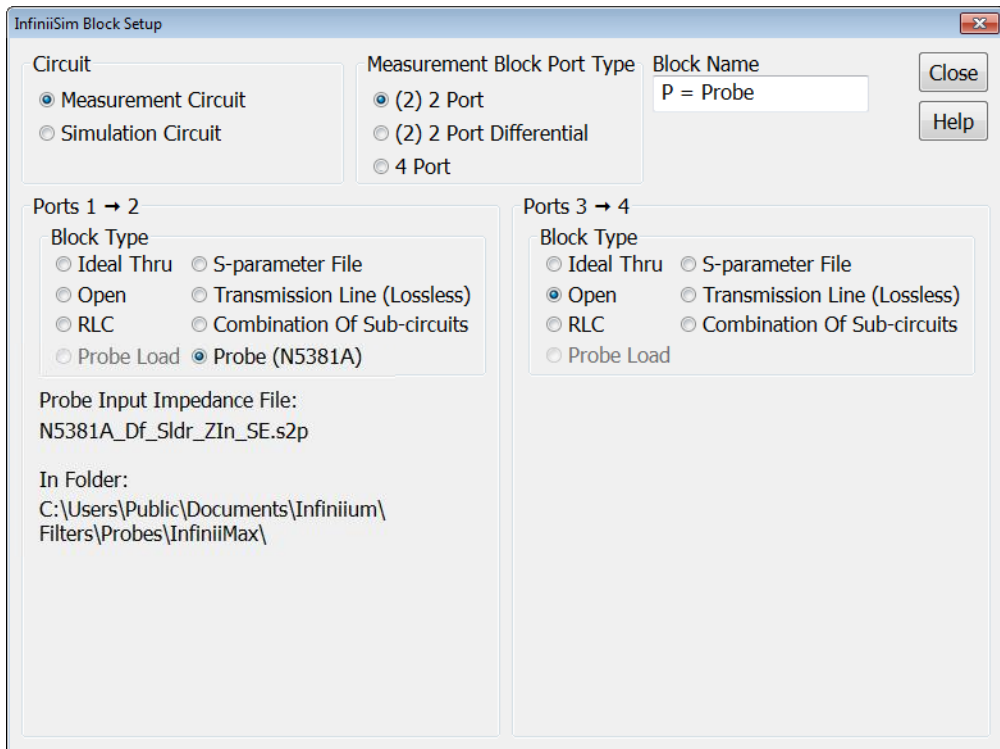 InfiniiSim Block Setup
Circuit
Measurement Circuit
Simulation Circuit
Measurement Block Port Type
(2) 2 Port
(2) 2 Port Differential
4 Port
Block Name
P = Probe
Close
Help
Ports 1 → 2
Block Type
Ideal Thru
S-parameter File
Open
Transmission Line (Lossless)
RLC
Combination Of Sub-circuits
Probe Load
Probe (N5381A)
Probe Input Impedance File:
N5381A_Df_Sldr_ZIn_SE.s2p
In Folder:
C:\Users\Public\Documents\Infiniium\
Filters\Probes\InfiniiMax\
Ports 3 → 4
Block Type
Ideal Thru
S-parameter File
Open
Transmission Line (Lossless)
RLC
Combination Of Sub-circuits
Probe Load